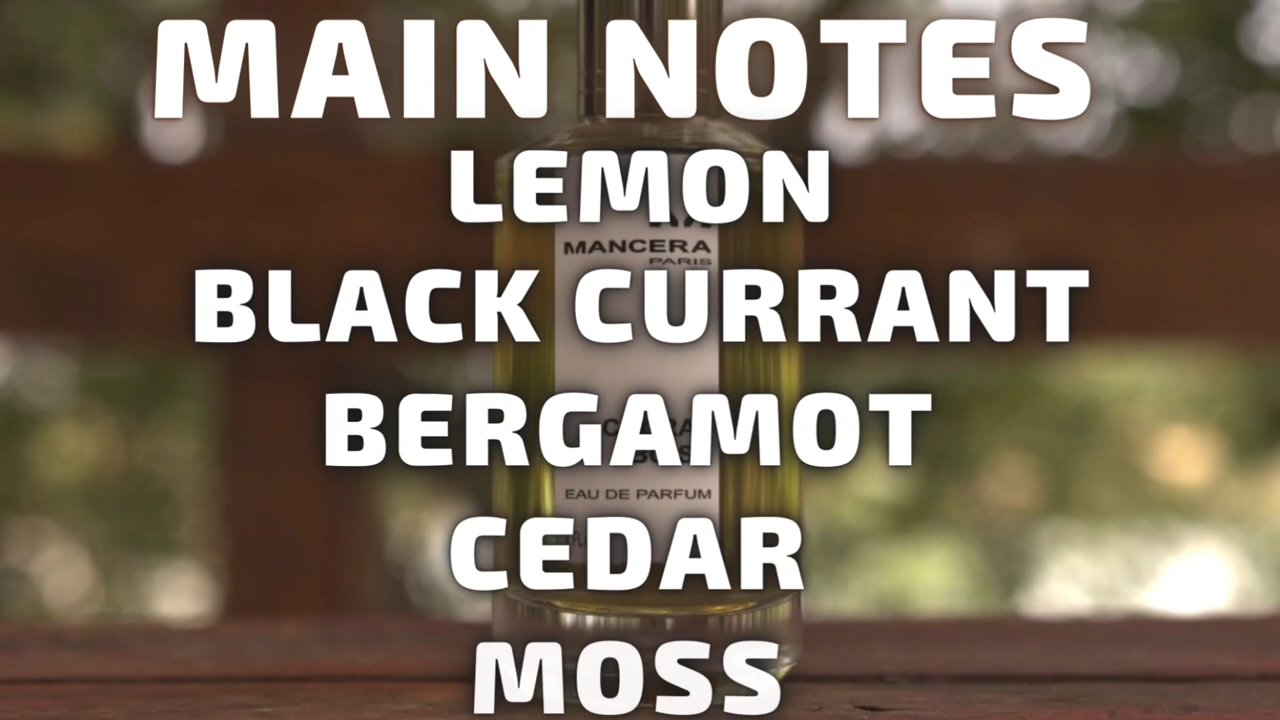 MAIN NOTES
LEMON
MANCERA
PARIS
BLACK CURRANT
BERGAMOT
EAU DE PARFUM
CEDAR
MOSS